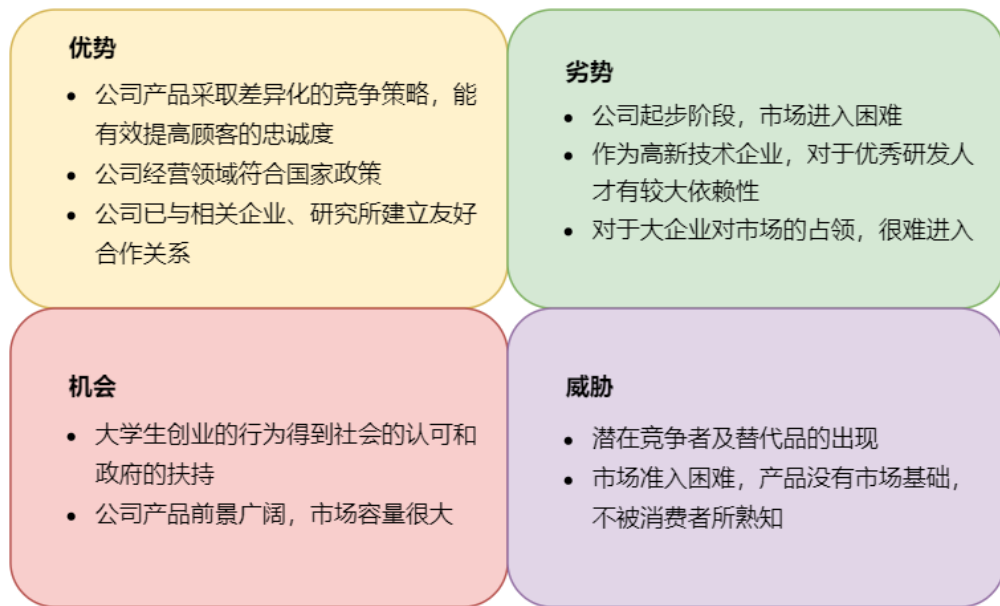 优势
• 公司产品采取差异化的竞争策略，能
有效提高顾客的忠诚度
• 公司经营领域符合国家政策
• 公司已与相关企业、研究所建立友好
合作关系
劣势
• 公司起步阶段，市场进入困难
• 作为高新技术企业，对于优秀研发人
才有较大依赖性
• 对于大企业对市场的占领，很难进入
机会
• 大学生创业的行为得到社会的认可和
政府的扶持
• 公司产品前景广阔，市场容量很大
威胁
• 潜在竞争者及替代品的出现
• 市场准入困难，产品没有市场基础，
不被消费者所熟知